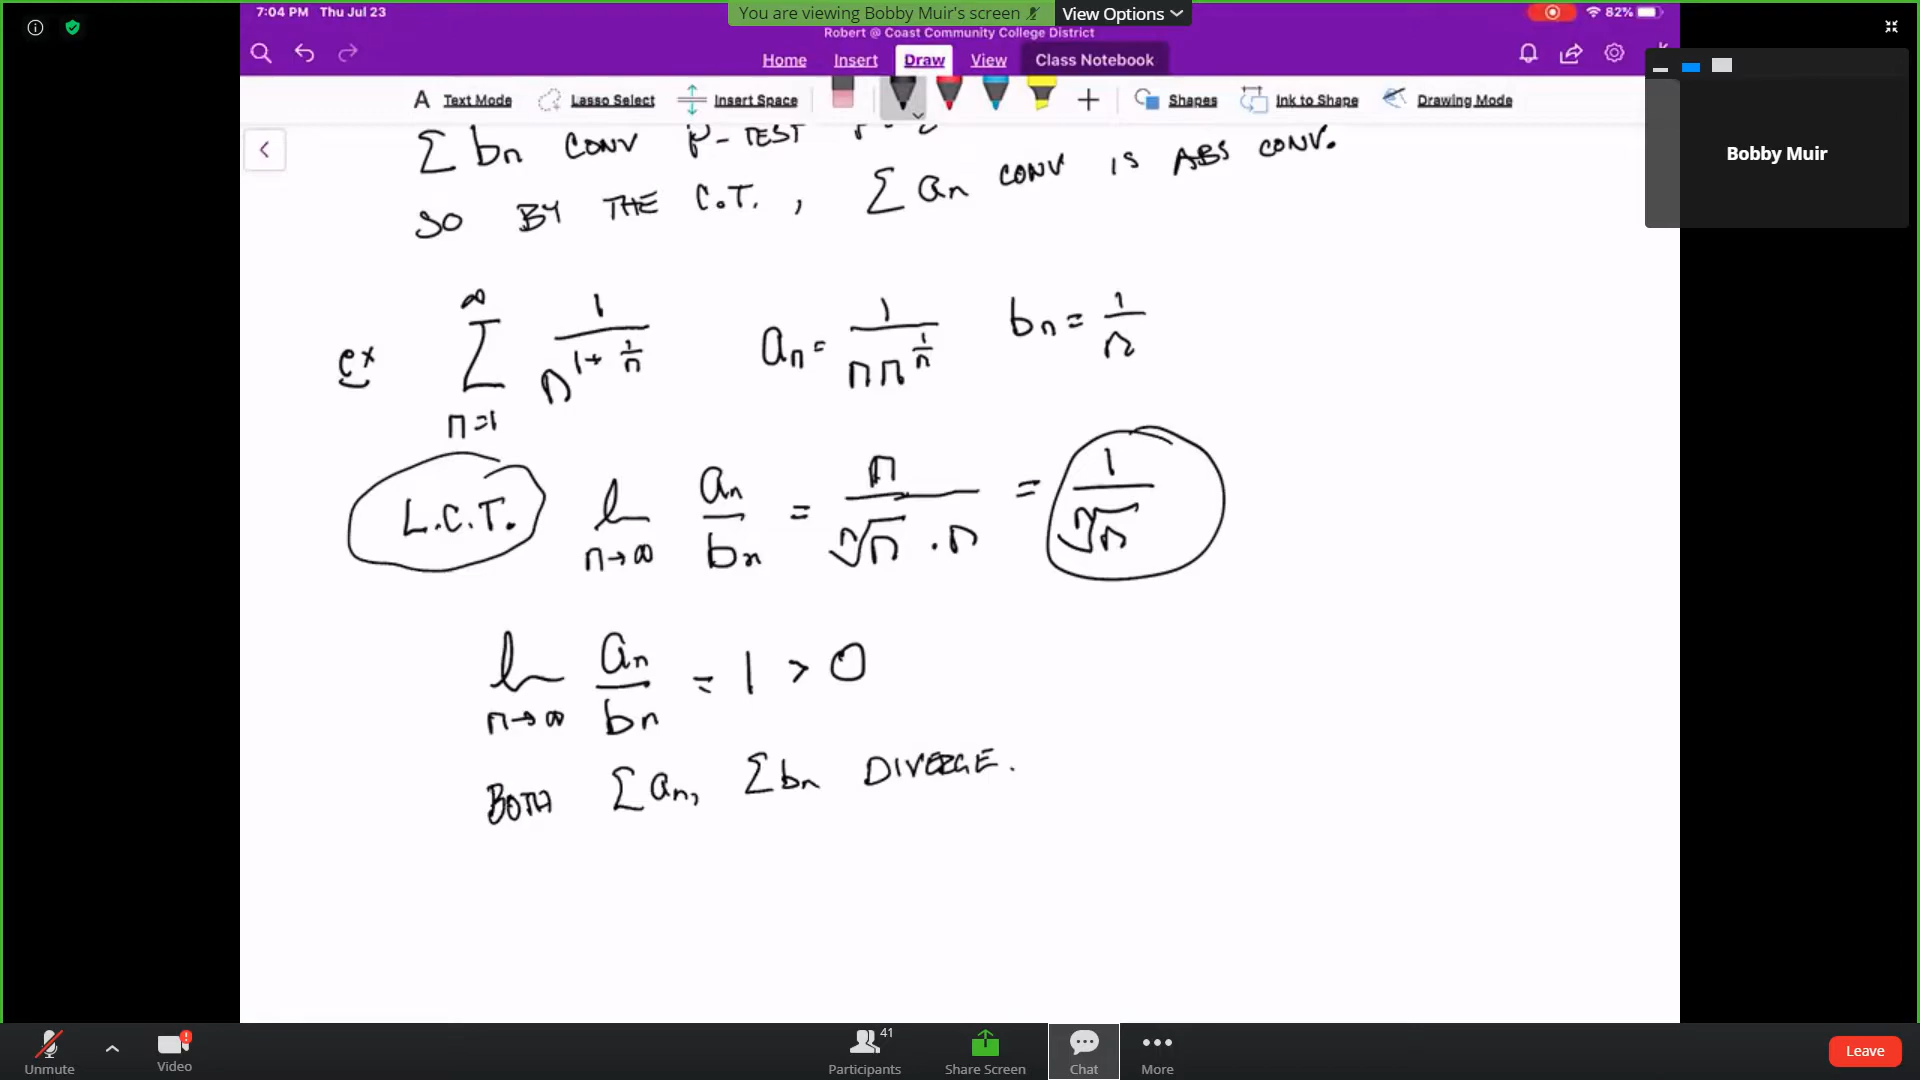 7:04 PM Thu Jul 23
You are viewing Bobby Muir's screen View Options
82%
Robert @ Coast Community College District
Home Insert Draw View Class Notebook
A Text Mode Lasso Select Insert Space Shapes Ink to Shape Drawing Mode
Bobby Muir
∑ bn CONV P-TEST
SO BY THE C.T., ∑ an CONV IS ABS CONV.
ex ∑_{n=1}^{∞} 1/n^{1+1/n} an = 1/(n n^{1/n}) bn = 1/n
L.C.T. lim_{n→∞} an/bn = n/(ⁿ√n · n) = 1/ⁿ√n
lim_{n→∞} an/bn = 1 > 0
BOTH ∑ an, ∑ bn DIVERGE.
Unmute Video Participants 41 Share Screen Chat More Leave